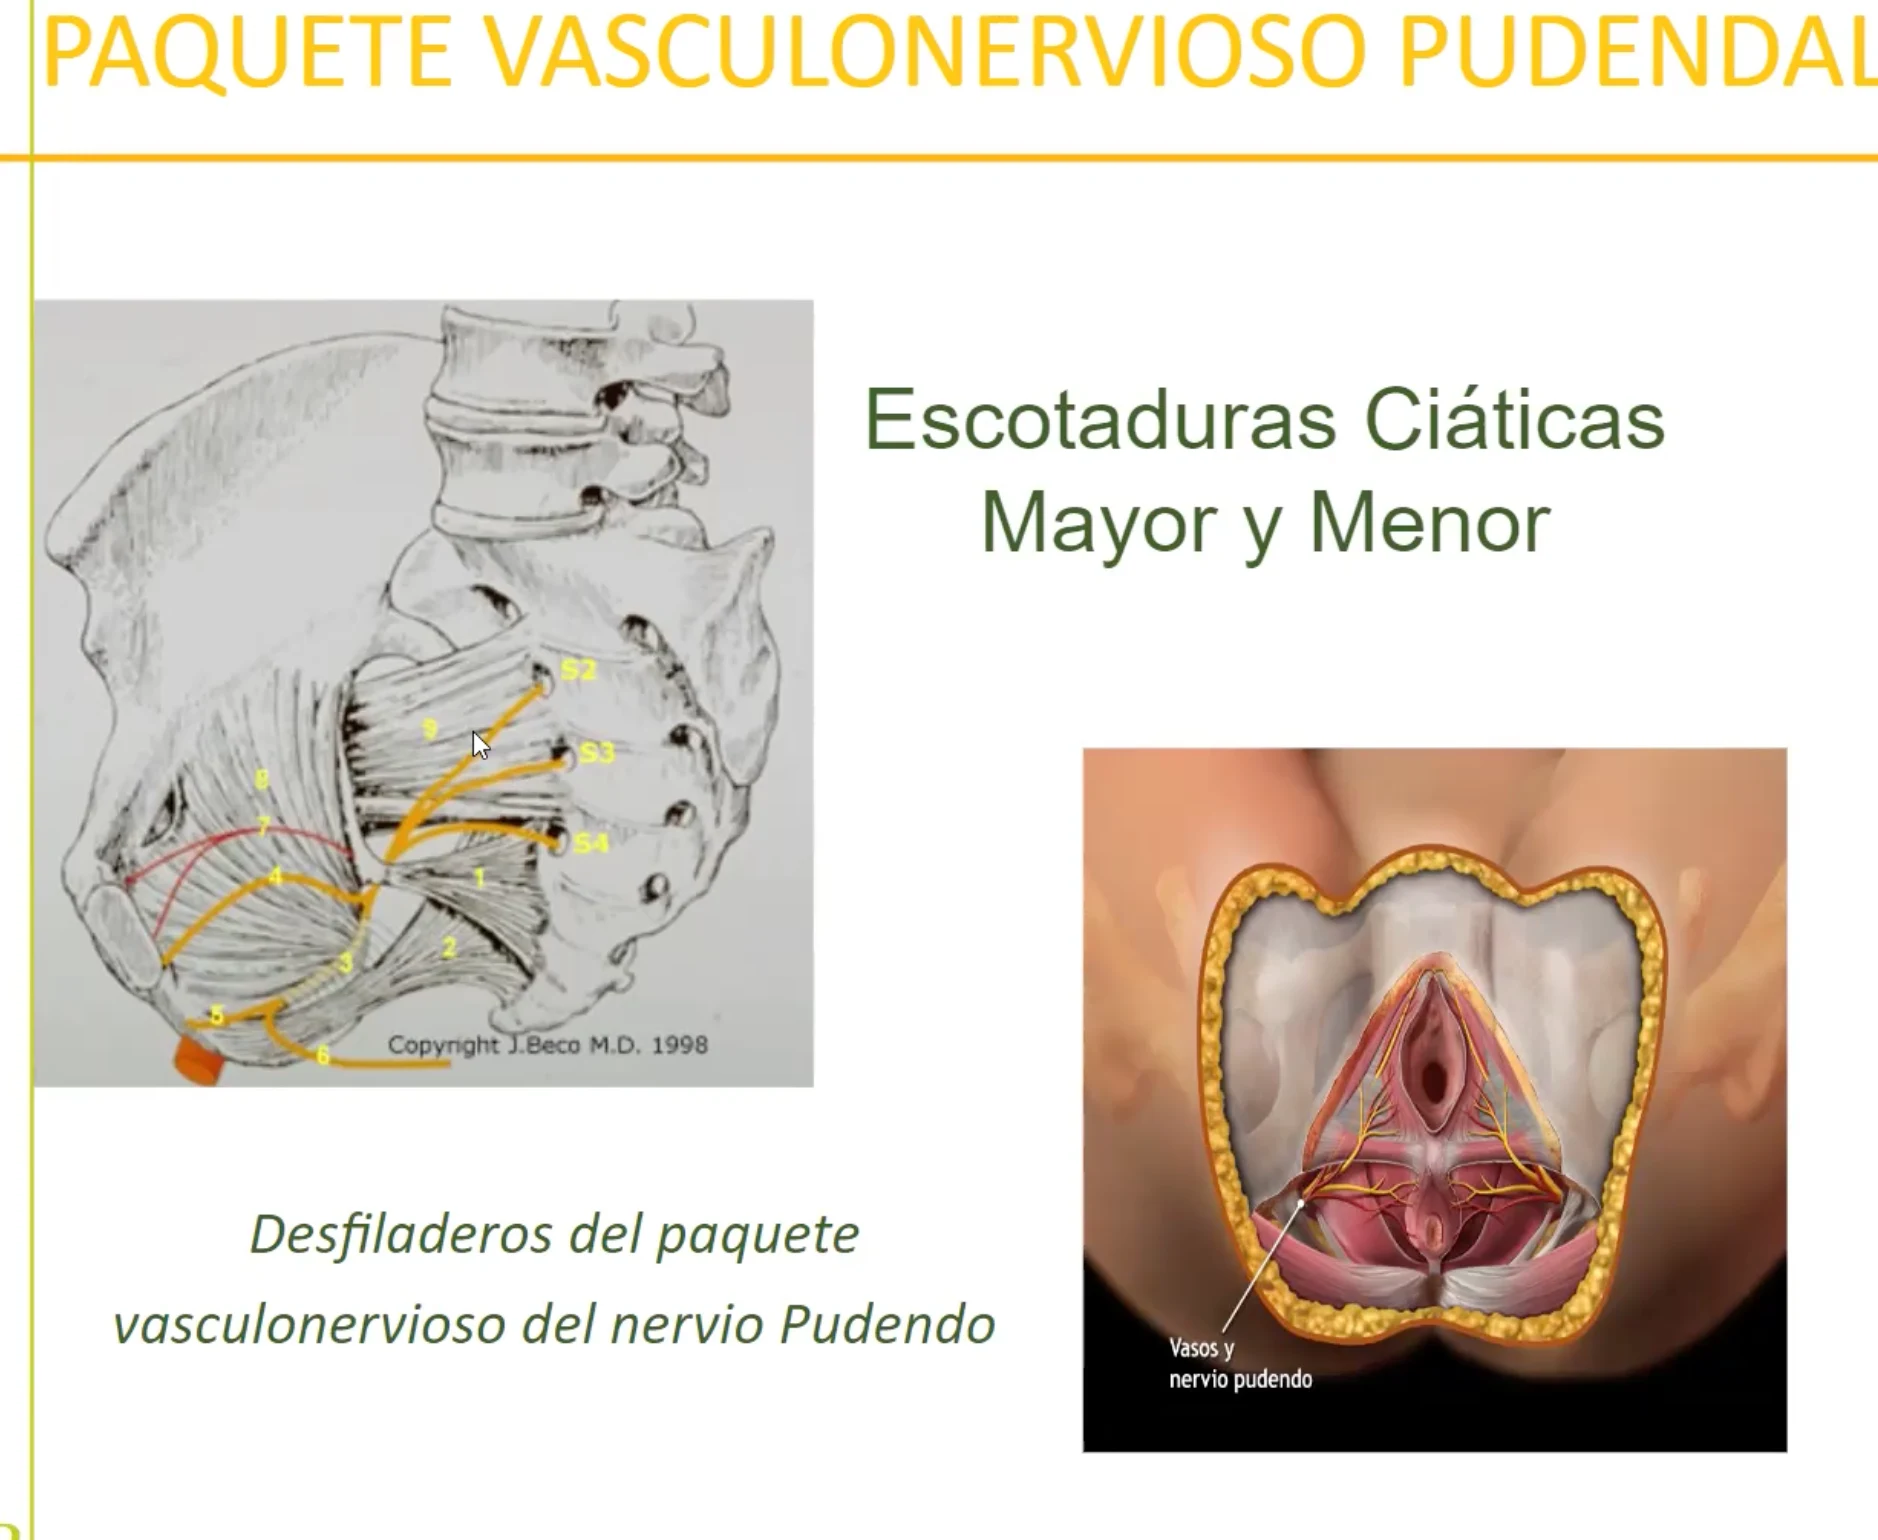 PAQUETE VASCULONERVIOSO PUDENDAL
Escotaduras Ciáticas
Mayor y Menor
S2
9
S3
8
7
S4
4
1
2
3
5
6
Copyright J.Beco M.D. 1998
Desfiladeros del paquete
vasculonervioso del nervio Pudendo
Vasos y
nervio pudendo